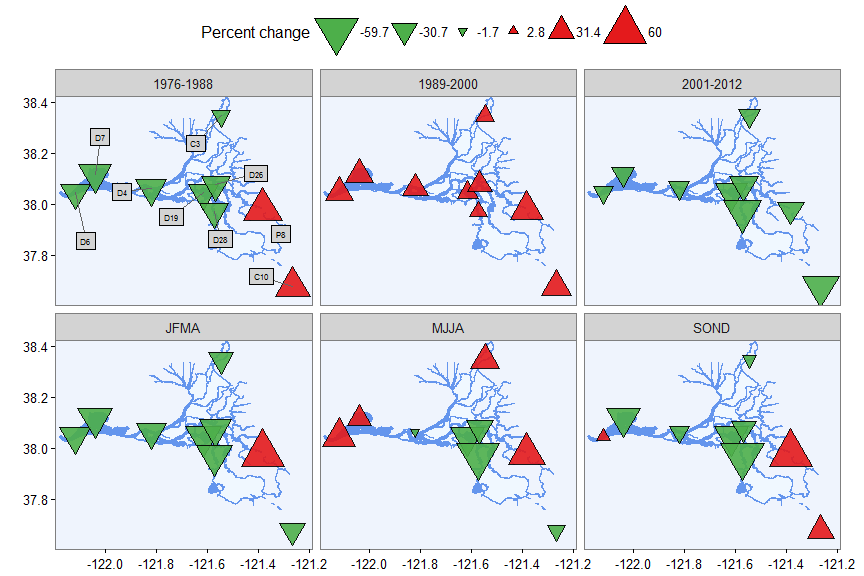 Percent change -59.7 -30.7 -1.7 2.8 31.4 60
1976-1988 1989-2000 2001-2012
38.4
38.2
38.0
37.8
D7
C3
D26
D4
D19
P8
D6
D28
C10
JFMA MJJA SOND
38.4
38.2
38.0
37.8
-122.0 -121.8 -121.6 -121.4 -121.2 -122.0 -121.8 -121.6 -121.4 -121.2 -122.0 -121.8 -121.6 -121.4 -121.2